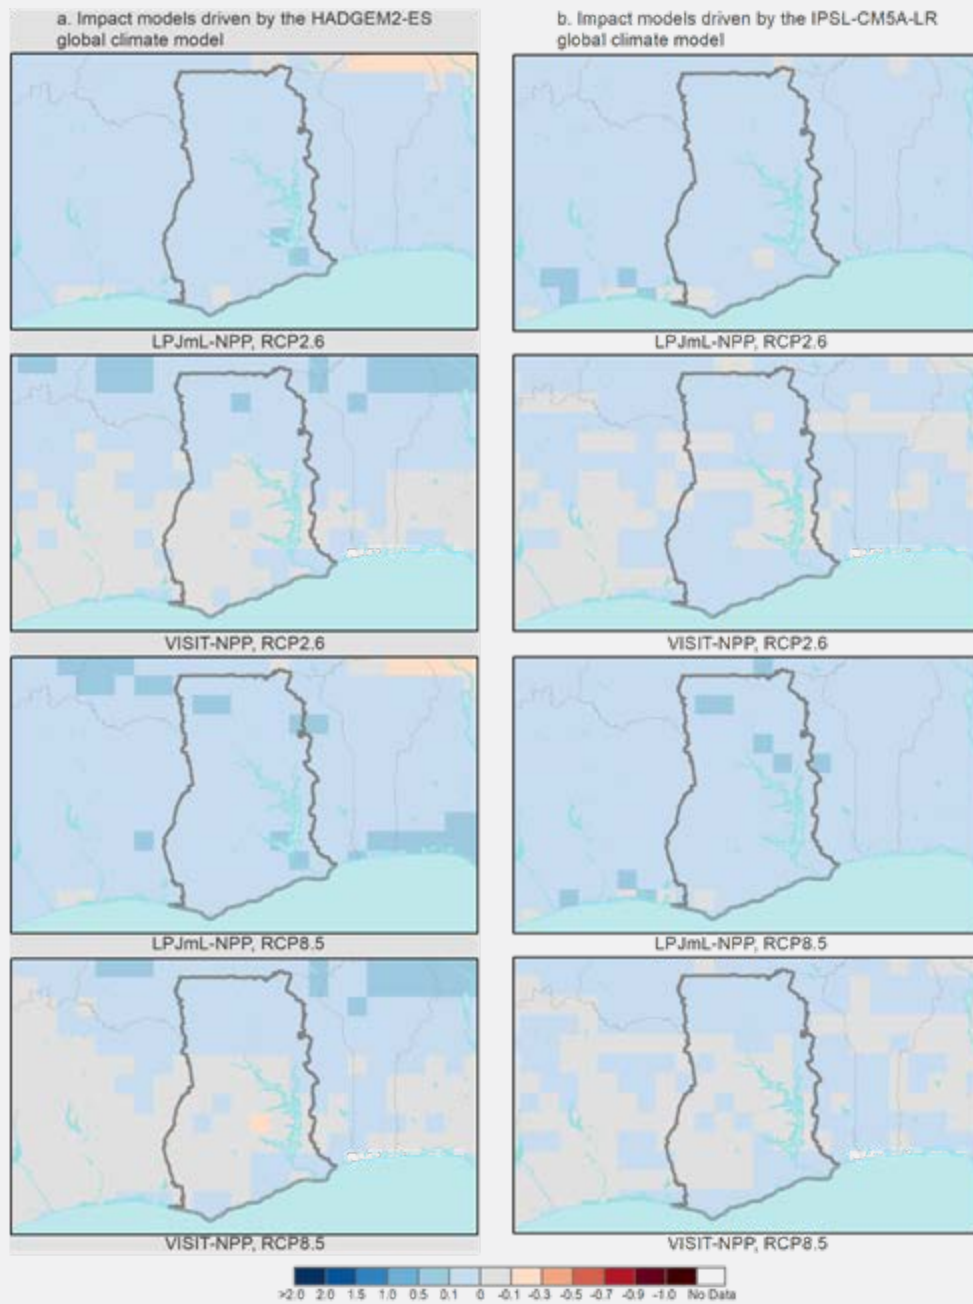 a. Impact models driven by the HADGEM2-ES
global climate model
b. Impact models driven by the IPSL-CM5A-LR
global climate model
LPJmL-NPP, RCP2.6
LPJmL-NPP, RCP2.6
VISIT-NPP, RCP2.6
VISIT-NPP, RCP2.6
LPJmL-NPP, RCP8.5
LPJmL-NPP, RCP8.5
VISIT-NPP, RCP8.5
VISIT-NPP, RCP8.5
>2.0 2.0 1.5 1.0 0.5 0.1 0 -0.1 -0.3 -0.5 -0.7 -0.9 -1.0 No Data